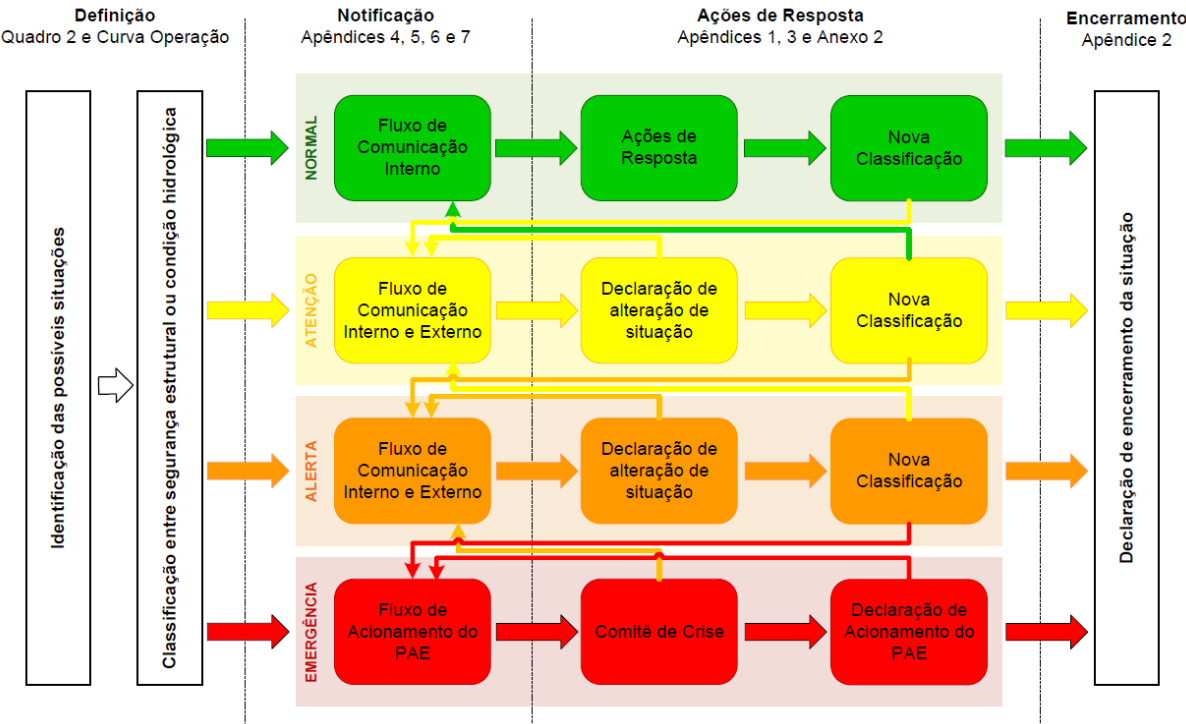 Definição
Quadro 2 e Curva Operação
Notificação
Apêndices 4, 5, 6 e 7
Ações de Resposta
Apêndices 1, 3 e Anexo 2
Encerramento
Apêndice 2
Identificação das possíveis situações
Classificação entre segurança estrutural ou condição hidrológica
NORMAL
Fluxo de
Comunicação
Interno
Ações de
Resposta
Nova
Classificação
ATENÇÃO
Fluxo de
Comunicação
Interno e Externo
Declaração de
alteração de
situação
Nova
Classificação
ALERTA
Fluxo de
Comunicação
Interno e Externo
Declaração de
alteração de
situação
Nova
Classificação
EMERGÊNCIA
Fluxo de
Acionamento do
PAE
Comitê de Crise
Declaração de
Acionamento do
PAE
Declaração de encerramento da situação